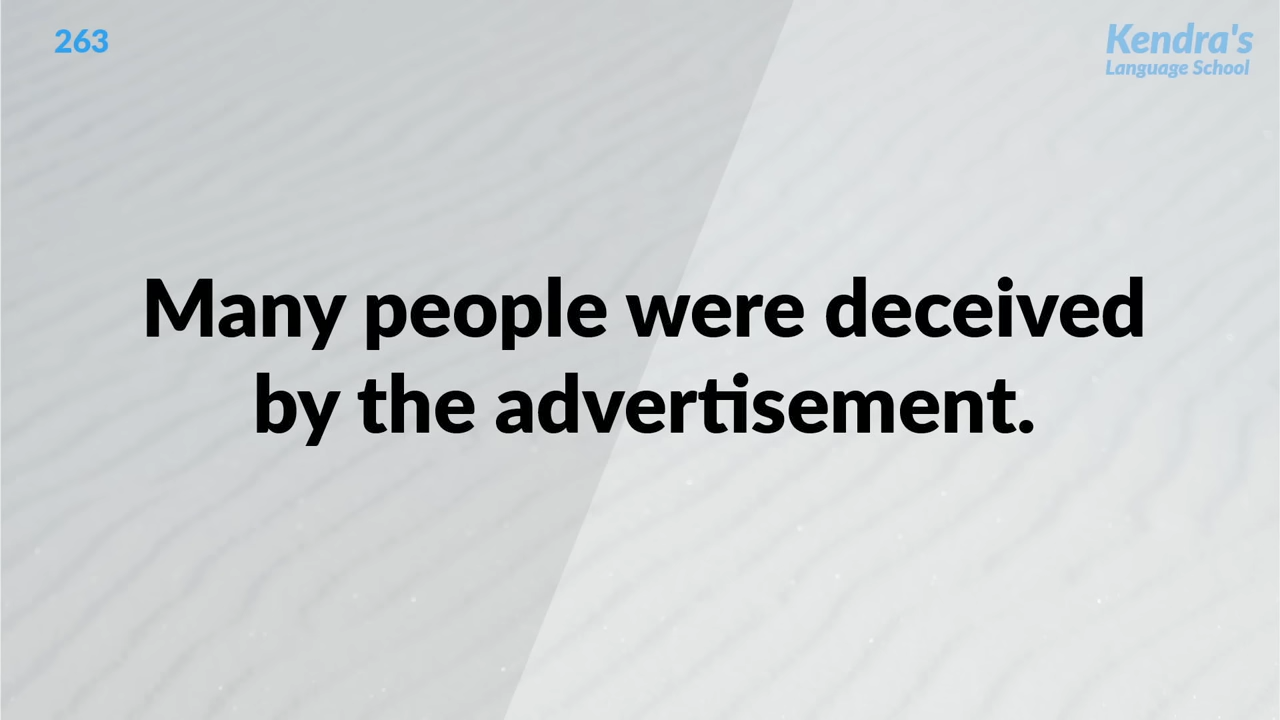 263
Kendra's
Language School
Many people were deceived
by the advertisement.